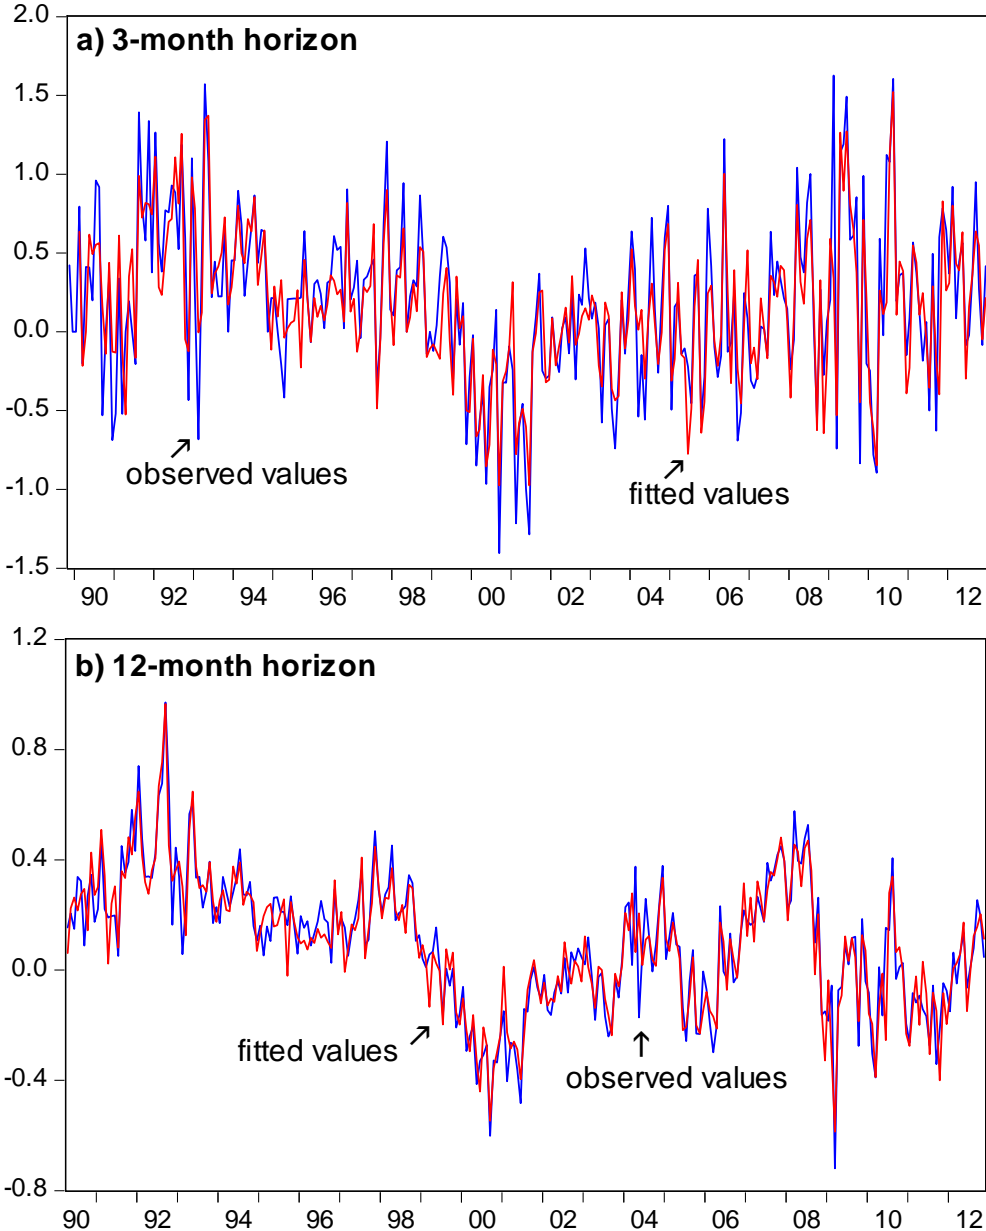 2.0
a) 3-month horizon
1.5
1.0
0.5
0.0
-0.5
observed values
fitted values
-1.0
-1.5
90 92 94 96 98 00 02 04 06 08 10 12
1.2
b) 12-month horizon
0.8
0.4
0.0
fitted values
observed values
-0.4
-0.8
90 92 94 96 98 00 02 04 06 08 10 12